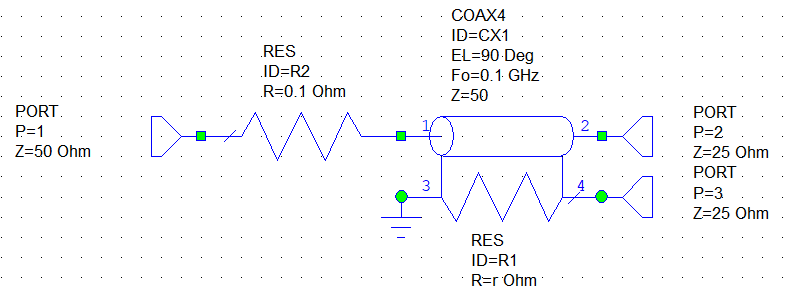 COAX4
ID=CX1
EL=90 Deg
Fo=0.1 GHz
Z=50
RES
ID=R2
R=0.1 Ohm
PORT
P=1
Z=50 Ohm
1
2
PORT
P=2
Z=25 Ohm
3
4
PORT
P=3
Z=25 Ohm
RES
ID=R1
R=r Ohm